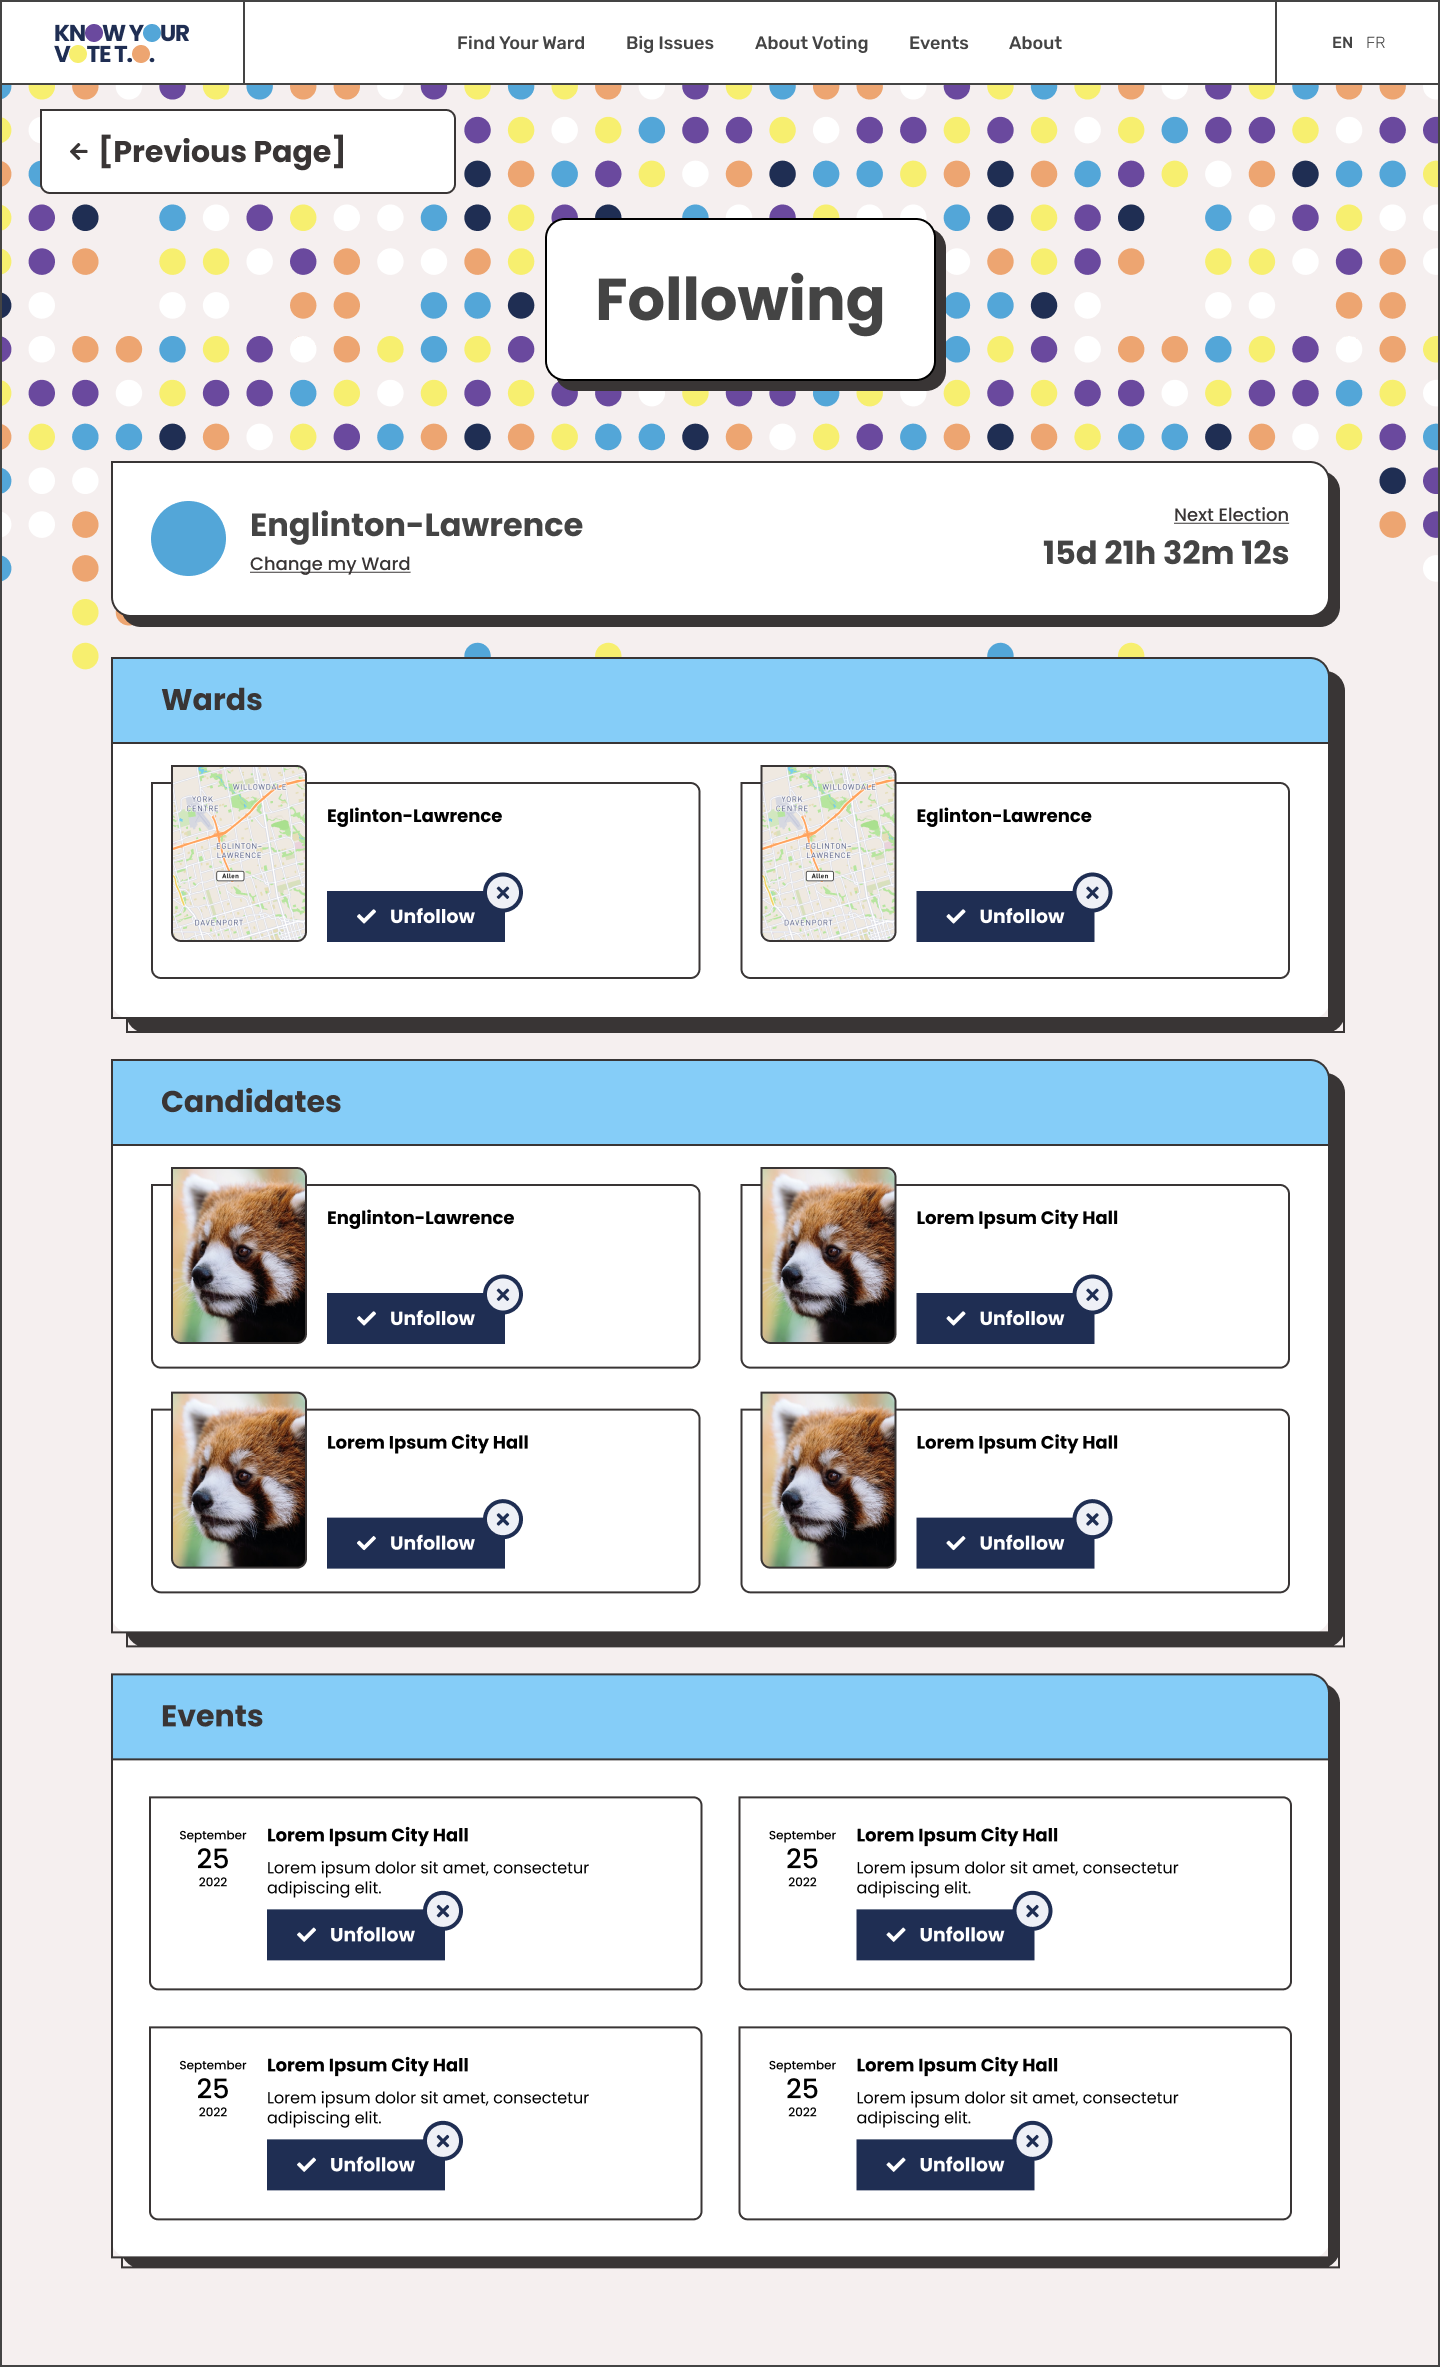 KNOW YOUR
VOTE T.O.
Find Your Ward
Big Issues
About Voting
Events
About
EN FR
[Previous Page]
Following
Englinton-Lawrence
Change my Ward
Next Election
15d 21h 32m 12s
Wards
WILLOWDALE
YORK
CENTRE
EGLINTON-
LAWRENCE
Allen
DAVENPORT
Eglinton-Lawrence
Unfollow
WILLOWDALE
YORK
CENTRE
EGLINTON-
LAWRENCE
Allen
DAVENPORT
Eglinton-Lawrence
Unfollow
Candidates
Englinton-Lawrence
Unfollow
Lorem Ipsum City Hall
Unfollow
Lorem Ipsum City Hall
Unfollow
Lorem Ipsum City Hall
Unfollow
Events
September
25
2022
Lorem Ipsum City Hall
Lorem ipsum dolor sit amet, consectetur
adipiscing elit.
Unfollow
September
25
2022
Lorem Ipsum City Hall
Lorem ipsum dolor sit amet, consectetur
adipiscing elit.
Unfollow
September
25
2022
Lorem Ipsum City Hall
Lorem ipsum dolor sit amet, consectetur
adipiscing elit.
Unfollow
September
25
2022
Lorem Ipsum City Hall
Lorem ipsum dolor sit amet, consectetur
adipiscing elit.
Unfollow